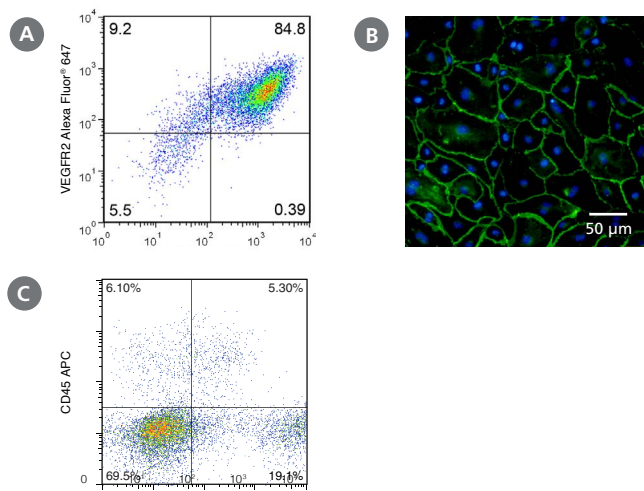 A
9.2 84.8
VEGFR2 Alexa Fluor® 647
10⁴
10³
10²
10¹
10⁰
5.5 0.39
10⁰ 10¹ 10² 10³ 10⁴
B
50 µm
C
6.10% 5.30%
CD45 APC
69.5% 19.1%
0 10² 10³